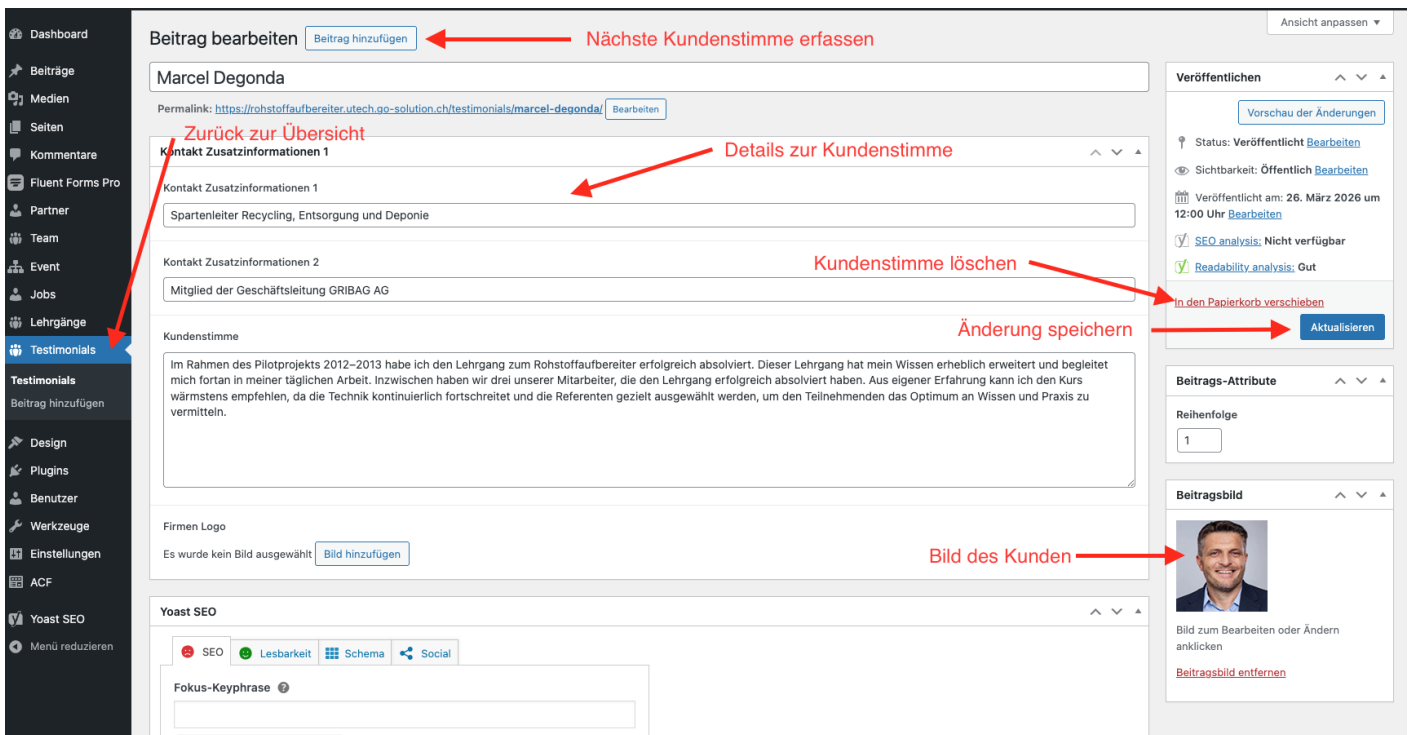 Dashboard
Beiträge
Medien
Seiten
Kommentare
Fluent Forms Pro
Partner
Team
Event
Jobs
Lehrgänge
Testimonials
Testimonials
Beitrag hinzufügen
Design
Plugins
Benutzer
Werkzeuge
Einstellungen
ACF
Yoast SEO
Menü reduzieren
Ansicht anpassen
Beitrag bearbeiten Beitrag hinzufügen
Nächste Kundenstimme erfassen
Marcel Degonda
Permalink: https://rohstoffaufbereiter.utech.go-solution.ch/testimonials/marcel-degonda/ Bearbeiten
Zurück zur Übersicht
Kontakt Zusatzinformationen 1
Details zur Kundenstimme
Kontakt Zusatzinformationen 1
Spartenleiter Recycling, Entsorgung und Deponie
Kontakt Zusatzinformationen 2
Mitglied der Geschäftsleitung GRIBAG AG
Kundenstimme
Im Rahmen des Pilotprojekts 2012–2013 habe ich den Lehrgang zum Rohstoffaufbereiter erfolgreich absolviert. Dieser Lehrgang hat mein Wissen erheblich erweitert und begleitet
mich fortan in meiner täglichen Arbeit. Inzwischen haben wir drei unserer Mitarbeiter, die den Lehrgang erfolgreich absolviert haben. Aus eigener Erfahrung kann ich den Kurs
wärmstens empfehlen, da die Technik kontinuierlich fortschreitet und die Referenten gezielt ausgewählt werden, um den Teilnehmenden das Optimum an Wissen und Praxis zu
vermitteln.
Firmen Logo
Es wurde kein Bild ausgewählt Bild hinzufügen
Yoast SEO
SEO Lesbarkeit Schema Social
Fokus-Keyphrase
Veröffentlichen
Vorschau der Änderungen
Status: Veröffentlicht Bearbeiten
Sichtbarkeit: Öffentlich Bearbeiten
Veröffentlicht am: 26. März 2026 um
12:00 Uhr Bearbeiten
SEO analysis: Nicht verfügbar
Kundenstimme löschen
Readability analysis: Gut
In den Papierkorb verschieben
Änderung speichern
Aktualisieren
Beitrags-Attribute
Reihenfolge
1
Beitragsbild
Bild des Kunden
Bild zum Bearbeiten oder Ändern
anklicken
Beitragsbild entfernen